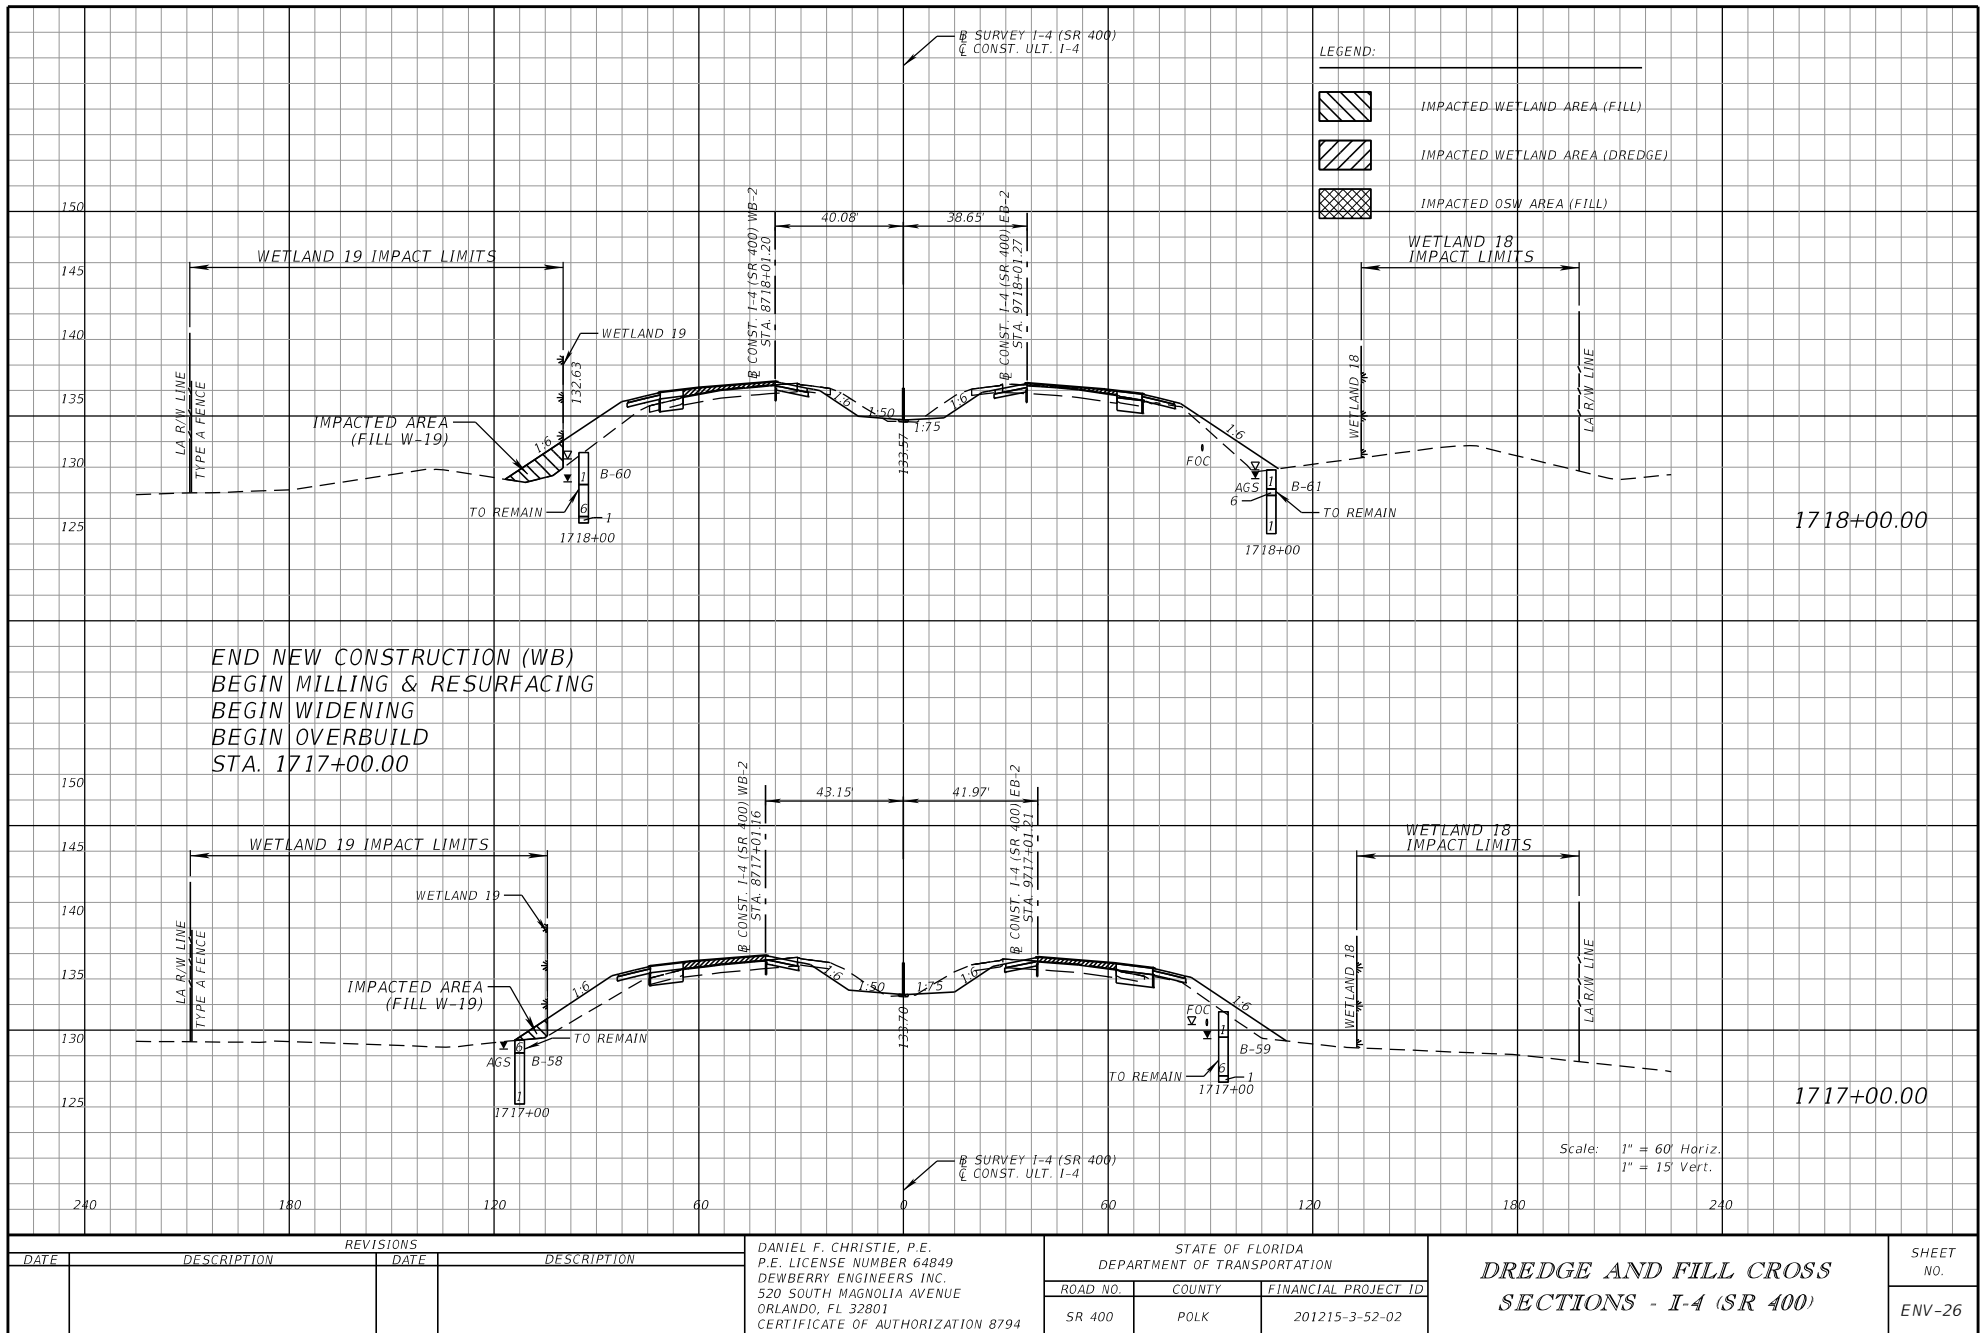 ℄ SURVEY I-4 (SR 400)
℄ CONST. ULT. I-4
LEGEND:
IMPACTED WETLAND AREA (FILL)
IMPACTED WETLAND AREA (DREDGE)
IMPACTED OSW AREA (FILL)
150
145
140
135
130
125
WETLAND 19 IMPACT LIMITS
CONST. I-4 (SR 400) WB-2
STA. 8718+01.20
40.08'
38.65'
CONST. I-4 (SR 400) EB-2
STA. 9718+01.27
WETLAND 18
IMPACT LIMITS
LA R/W LINE
TYPE A FENCE
WETLAND 19
132.63
IMPACTED AREA
(FILL W-19)
1:6
1:6
1:50
1:75
1:6
133.57
1:6
WETLAND 18
LA R/W LINE
FOC
1
B-60
6
1
TO REMAIN
1718+00
AGS
1
B-61
6
1
TO REMAIN
1718+00
1718+00.00
END NEW CONSTRUCTION (WB)
BEGIN MILLING & RESURFACING
BEGIN WIDENING
BEGIN OVERBUILD
STA. 1717+00.00
150
145
140
135
130
125
WETLAND 19 IMPACT LIMITS
CONST. I-4 (SR 400) WB-2
STA. 8717+01.16
43.15'
41.97'
CONST. I-4 (SR 400) EB-2
STA. 9717+01.21
WETLAND 18
IMPACT LIMITS
LA R/W LINE
TYPE A FENCE
WETLAND 19
IMPACTED AREA
(FILL W-19)
1:6
1:6
1:50
1:75
1:6
133.70
1:6
WETLAND 18
LA R/W LINE
FOC
TO REMAIN
AGS
6
B-58
1
1717+00
1
B-59
6
1
TO REMAIN
1717+00
1717+00.00
Scale: 1" = 60' Horiz.
1" = 15' Vert.
SURVEY I-4 (SR 400)
℄ CONST. ULT. I-4
240 180 120 60 0 60 120 180 240
REVISIONS
DATE DESCRIPTION DATE DESCRIPTION
DANIEL F. CHRISTIE, P.E.
P.E. LICENSE NUMBER 64849
DEWBERRY ENGINEERS INC.
520 SOUTH MAGNOLIA AVENUE
ORLANDO, FL 32801
CERTIFICATE OF AUTHORIZATION 8794
STATE OF FLORIDA
DEPARTMENT OF TRANSPORTATION
ROAD NO. COUNTY FINANCIAL PROJECT ID
SR 400 POLK 201215-3-52-02
DREDGE AND FILL CROSS
SECTIONS - I-4 (SR 400)
SHEET
NO.
ENV-26